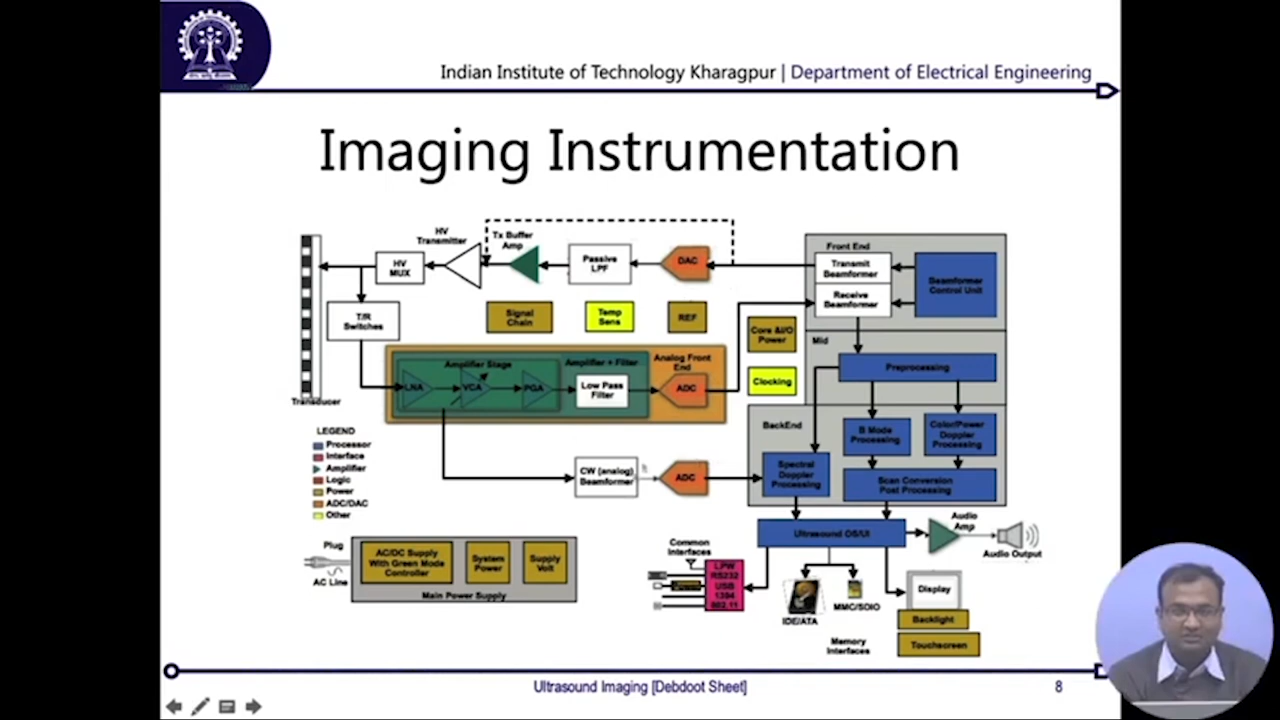 Indian Institute of Technology Kharagpur | Department of Electrical Engineering
Imaging Instrumentation
HV
Transmitter
Tx Buffer
Amp
HV
MUX
Passive
LPF
DAC
Front End
Transmit
Beamformer
Receive
Beamformer
Beamformer
Control Unit
T/R
Switches
Signal
Chain
Temp
Sens
REF
Core &I/O
Power
Mid
Preprocessing
Clocking
Amplifier Stage
Amplifier + Filter
Analog Front
End
LNA
VCA
PGA
Low Pass
Filter
ADC
Transducer
BackEnd
B Mode
Processing
Color/Power
Doppler
Processing
Spectral
Doppler
Processing
Scan Conversion
Post Processing
CW (analog)
Beamformer
ADC
LEGEND
Processor
Interface
Amplifier
Logic
Power
ADC/DAC
Other
Ultrasound OS/UI
Audio
Amp
Audio Output
Plug
AC Line
AC/DC Supply
With Green Mode
Controller
System
Power
Supply
Volt
Main Power Supply
Common
Interfaces
LPW
RS232
USB
1394
802.11
IDE/ATA
MMC/SDIO
Memory
Interfaces
Display
Backlight
Touchscreen
Ultrasound Imaging [Debdoot Sheet]
8